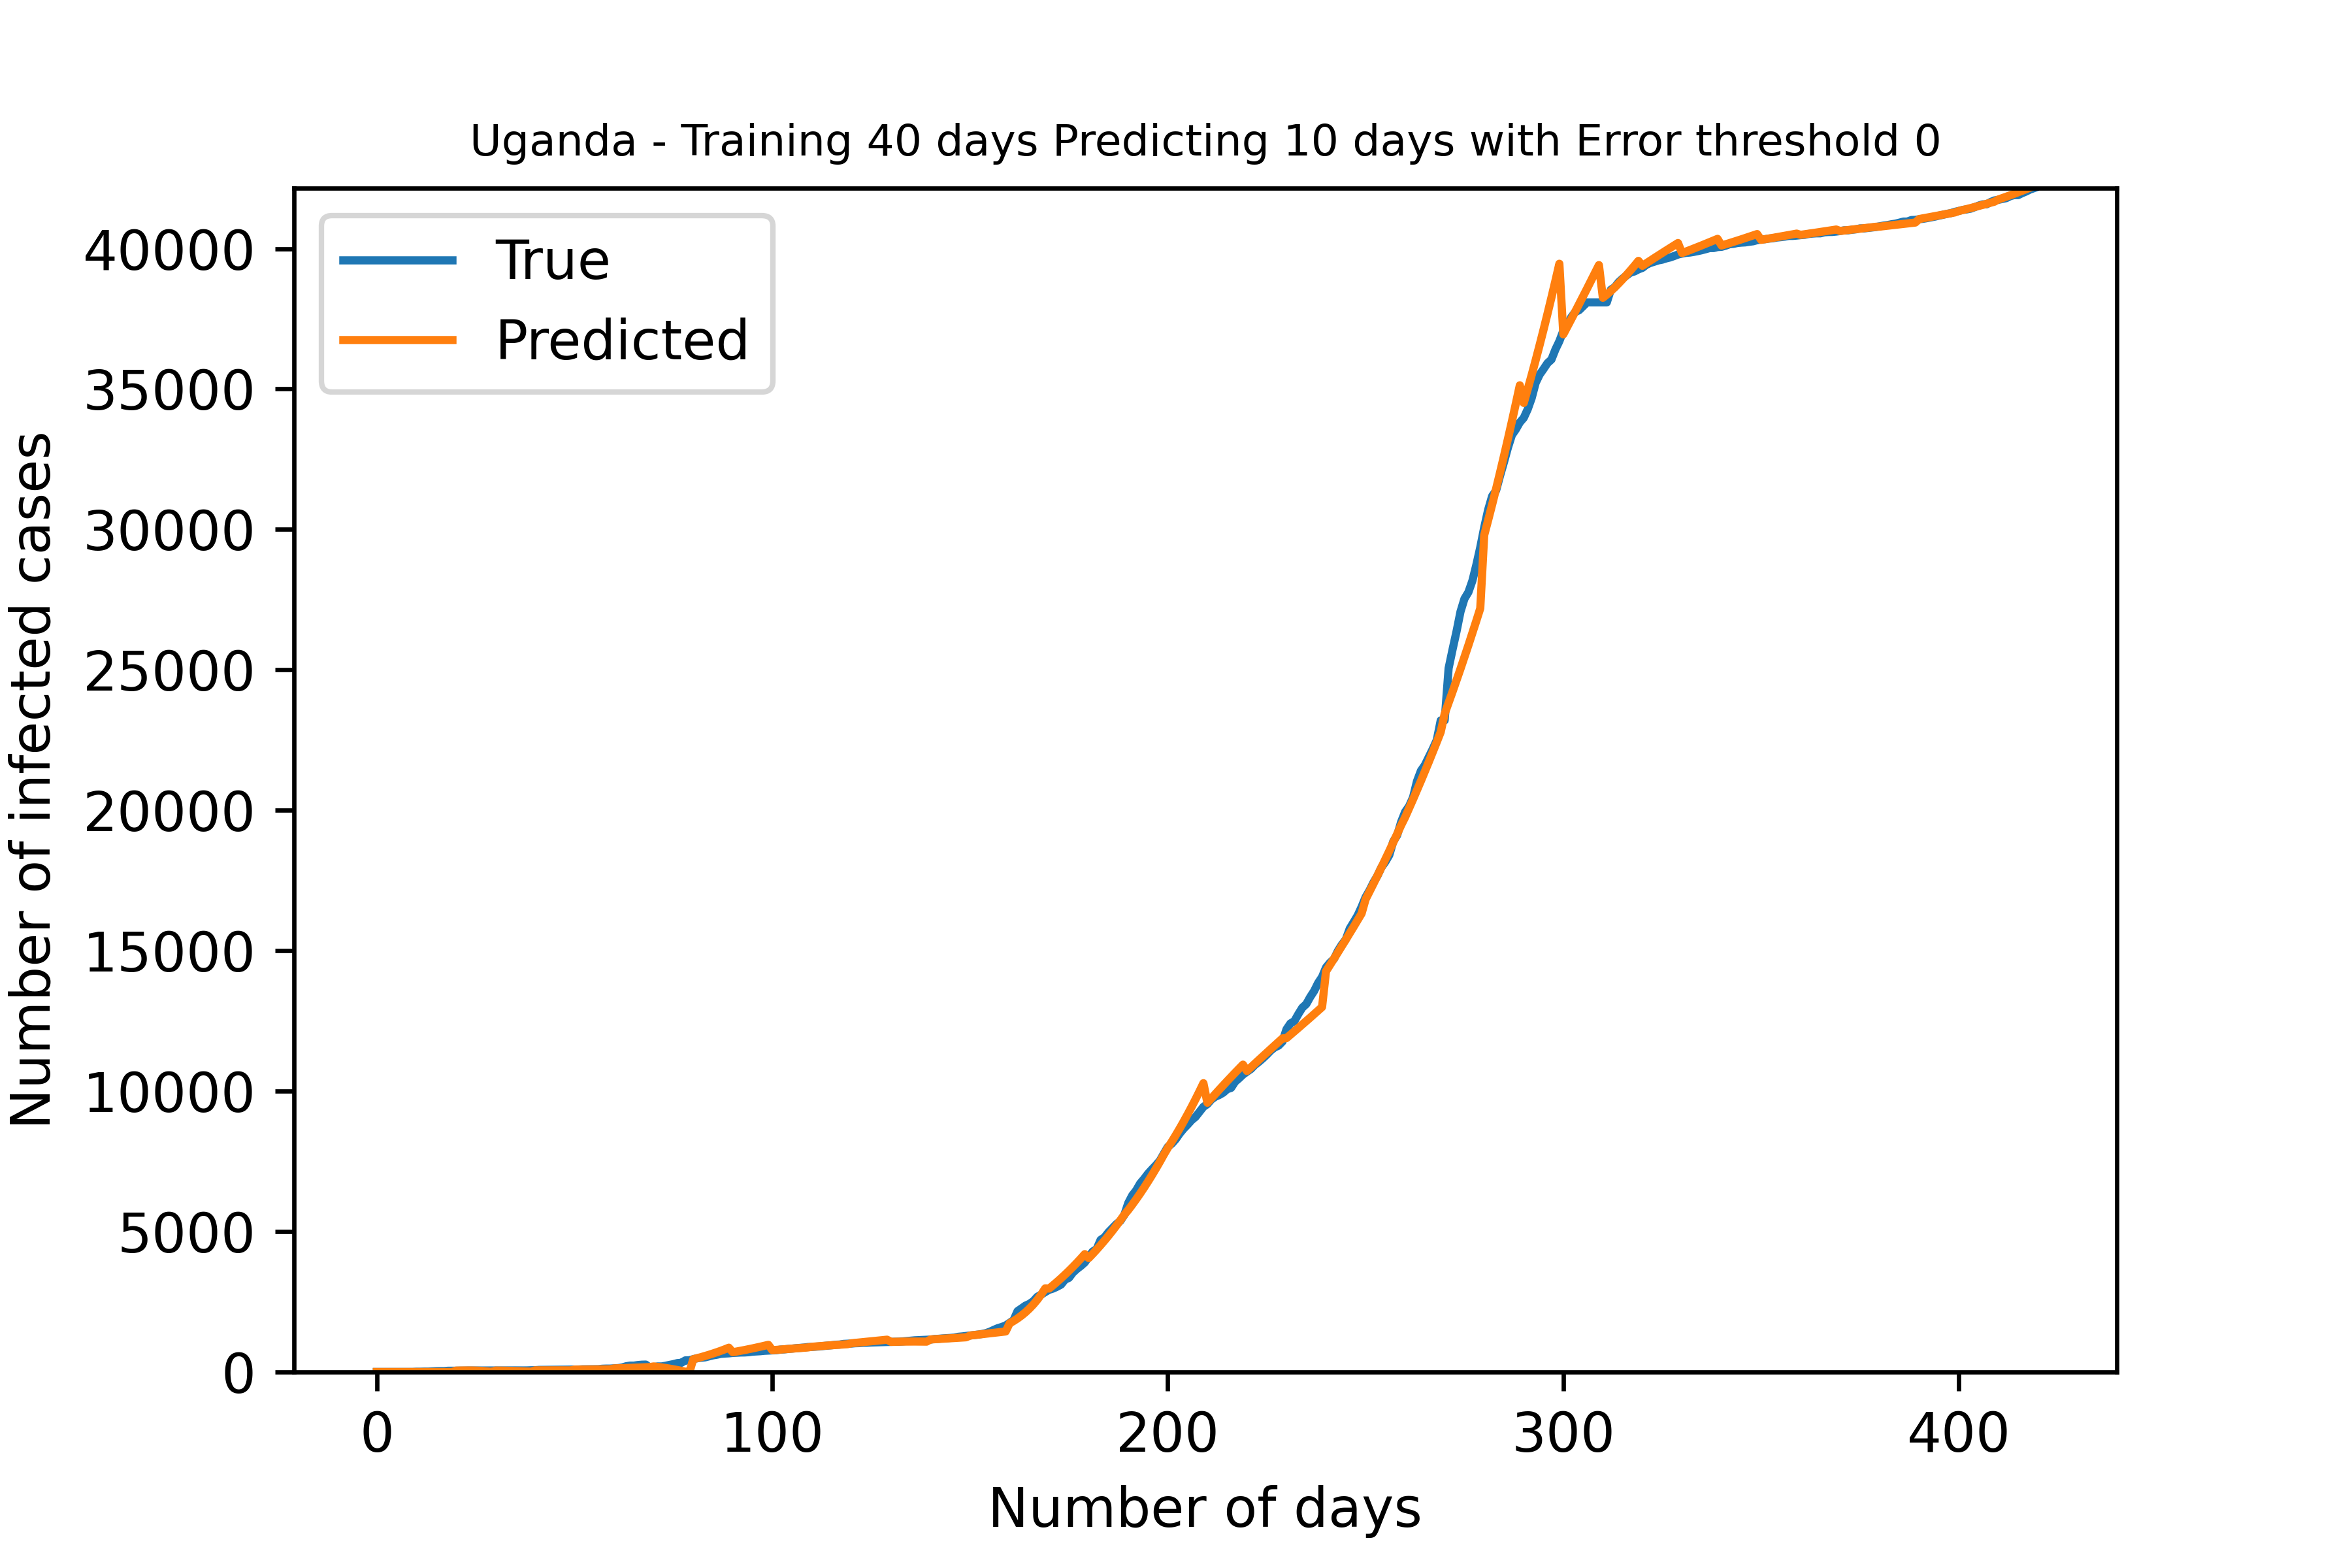 Uganda - Training 40 days Predicting 10 days with Error threshold 0
True
Predicted
Number of infected cases
40000
35000
30000
25000
20000
15000
10000
5000
0
0 100 200 300 400
Number of days